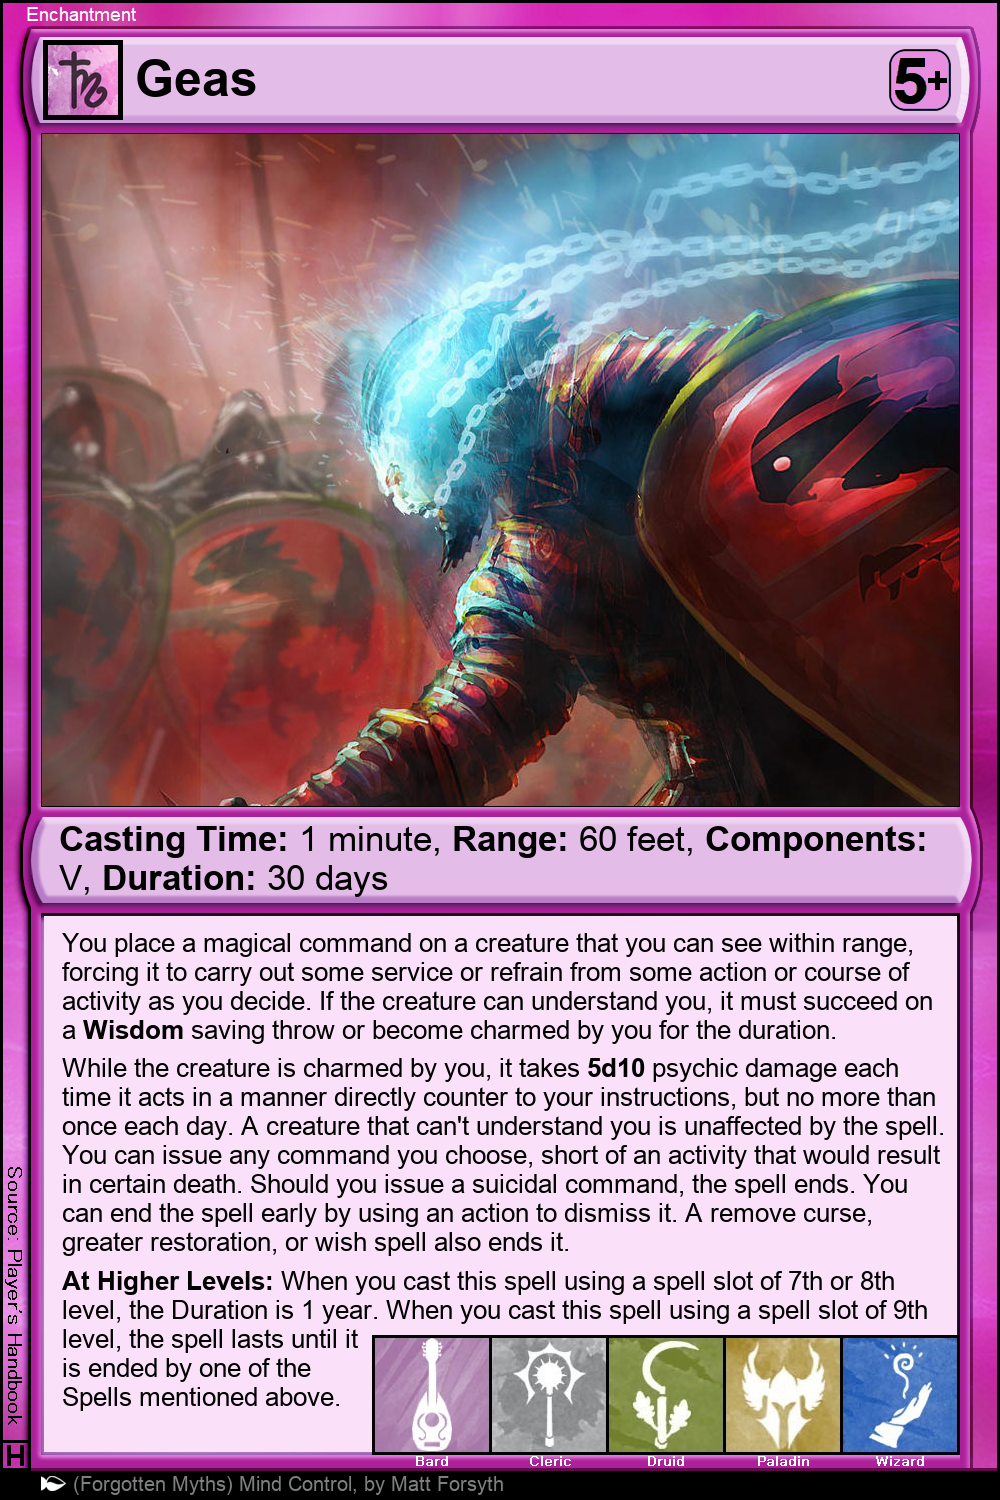 Enchantment
Geas
5+
Casting Time: 1 minute, Range: 60 feet, Components:
V, Duration: 30 days
You place a magical command on a creature that you can see within range,
forcing it to carry out some service or refrain from some action or course of
activity as you decide. If the creature can understand you, it must succeed on
a Wisdom saving throw or become charmed by you for the duration.
While the creature is charmed by you, it takes 5d10 psychic damage each
time it acts in a manner directly counter to your instructions, but no more than
once each day. A creature that can't understand you is unaffected by the spell.
You can issue any command you choose, short of an activity that would result
in certain death. Should you issue a suicidal command, the spell ends. You
can end the spell early by using an action to dismiss it. A remove curse,
greater restoration, or wish spell also ends it.
At Higher Levels: When you cast this spell using a spell slot of 7th or 8th
level, the Duration is 1 year. When you cast this spell using a spell slot of 9th
level, the spell lasts until it
is ended by one of the
Spells mentioned above.
Bard Cleric Druid Paladin Wizard
Source: Player's Handbook
H
(Forgotten Myths) Mind Control, by Matt Forsyth